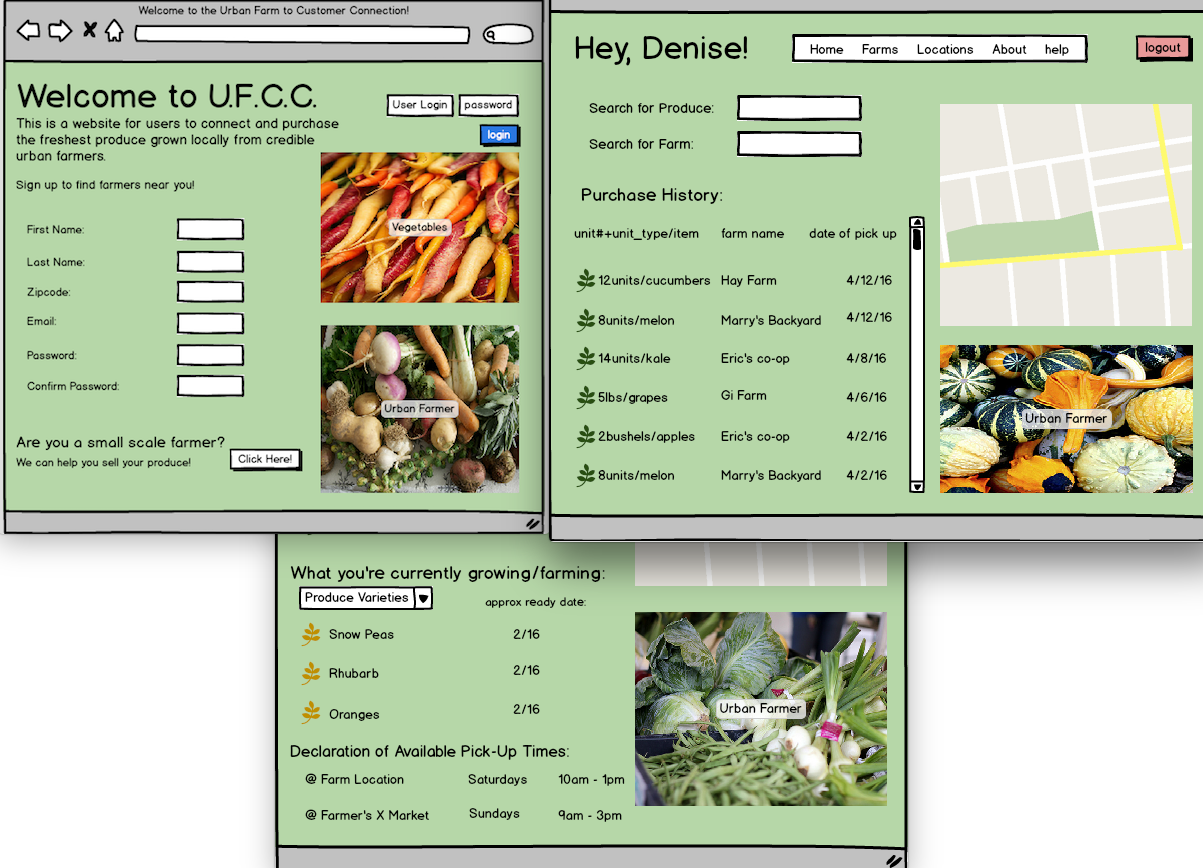 Welcome to the Urban Farm to Customer Connection!
Welcome to U.F.C.C.
This is a website for users to connect and purchase
the freshest produce grown locally from credible
urban farmers.
User Login
password
login
Sign up to find farmers near you!
First Name:
Last Name:
Zipcode:
Email:
Password:
Confirm Password:
Vegetables
Urban Farmer
Are you a small scale farmer?
We can help you sell your produce!
Click Here!
Hey, Denise!
Home Farms Locations About help
logout
Search for Produce:
Search for Farm:
Purchase History:
unit#+unit_type/item farm name date of pick up
12units/cucumbers Hay Farm 4/12/16
8units/melon Marry's Backyard 4/12/16
14units/kale Eric's co-op 4/8/16
5lbs/grapes Gi Farm 4/6/16
2bushels/apples Eric's co-op 4/2/16
8units/melon Marry's Backyard 4/2/16
Urban Farmer
What you're currently growing/farming:
Produce Varieties
approx ready date:
Snow Peas 2/16
Rhubarb 2/16
Oranges 2/16
Urban Farmer
Declaration of Available Pick-Up Times:
@ Farm Location Saturdays 10am - 1pm
@ Farmer's X Market Sundays 9am - 3pm